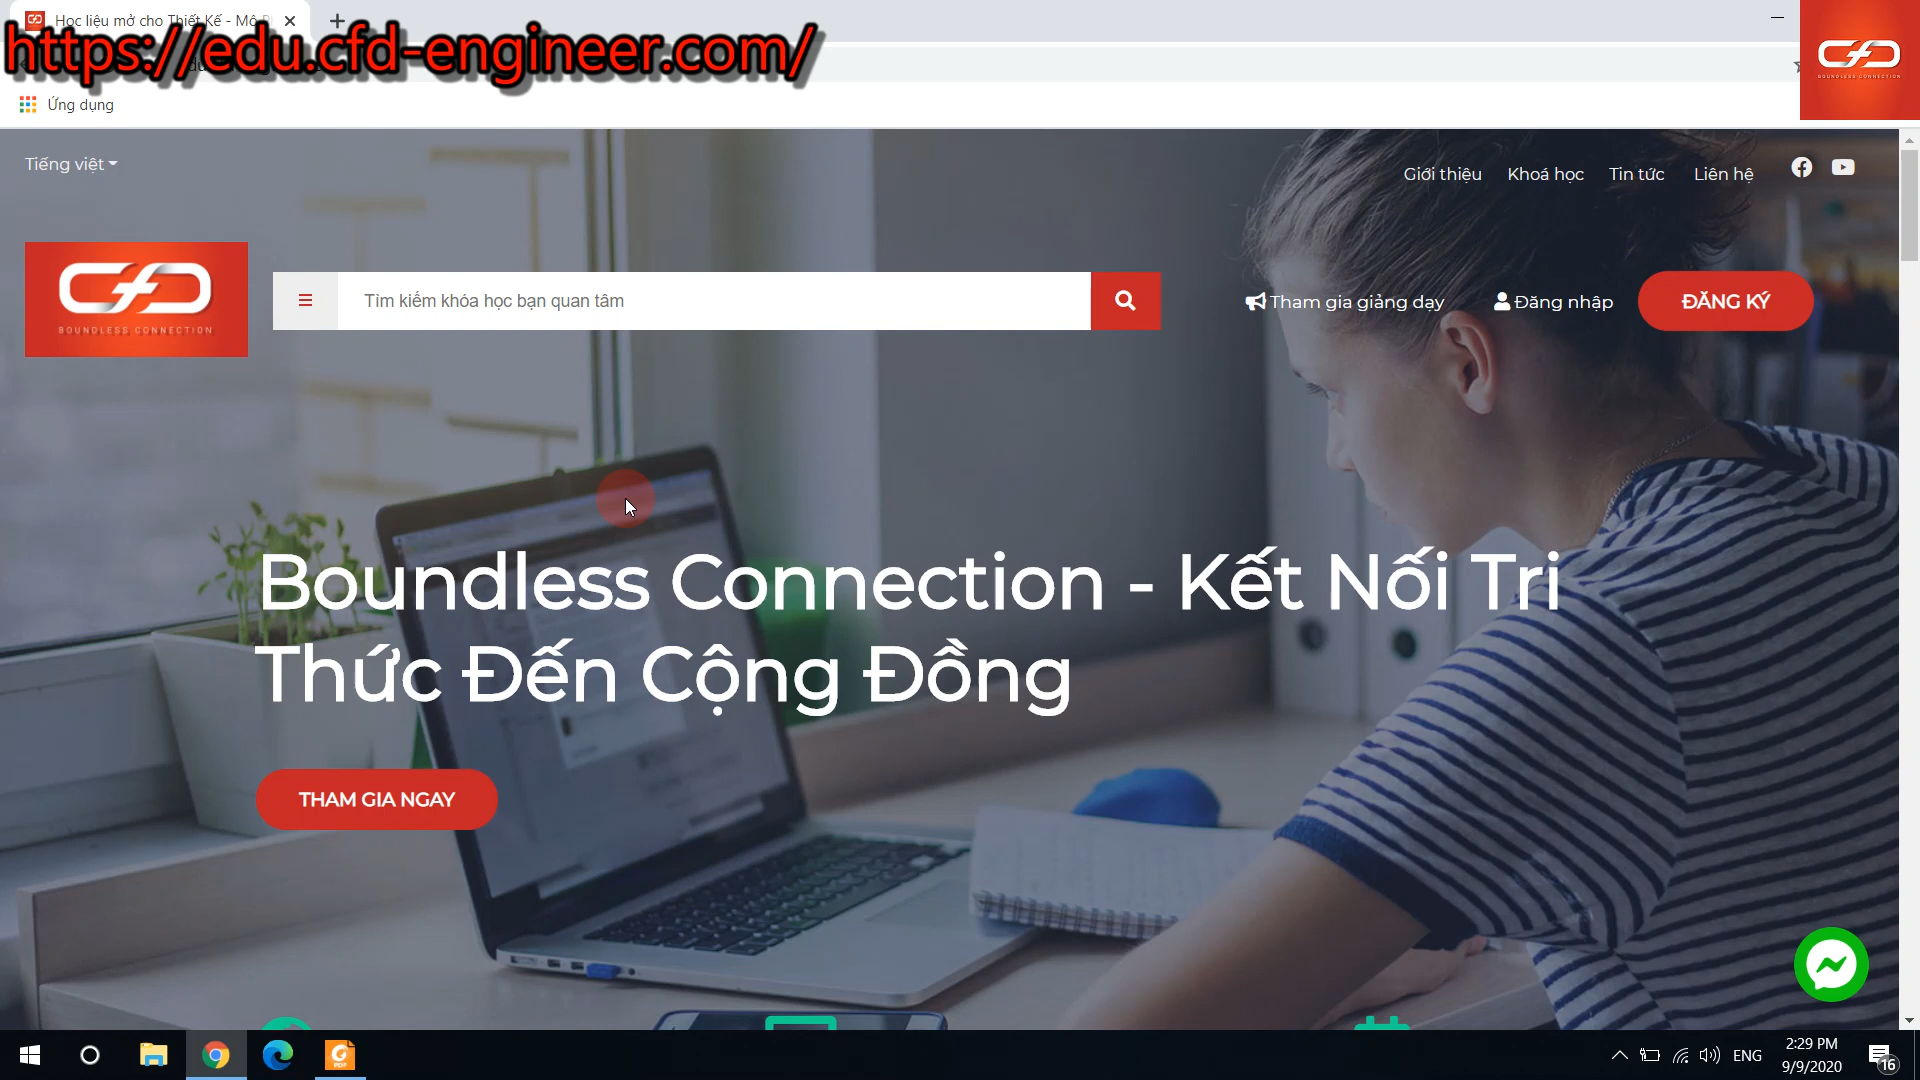 Học liệu mở cho Thiết Kế - Mô
https://edu.cfd-engineer.com/
Ứng dụng
BOUNDLESS CONNECTION
Tiếng việt
Giới thiệu Khoá học Tin tức Liên hệ
CFD
BOUNDLESS CONNECTION
Tìm kiếm khóa học bạn quan tâm
Tham gia giảng dạy Đăng nhập ĐĂNG KÝ
Boundless Connection - Kết Nối Tri
Thức Đến Cộng Đồng
THAM GIA NGAY
ENG
2:29 PM
9/9/2020
16